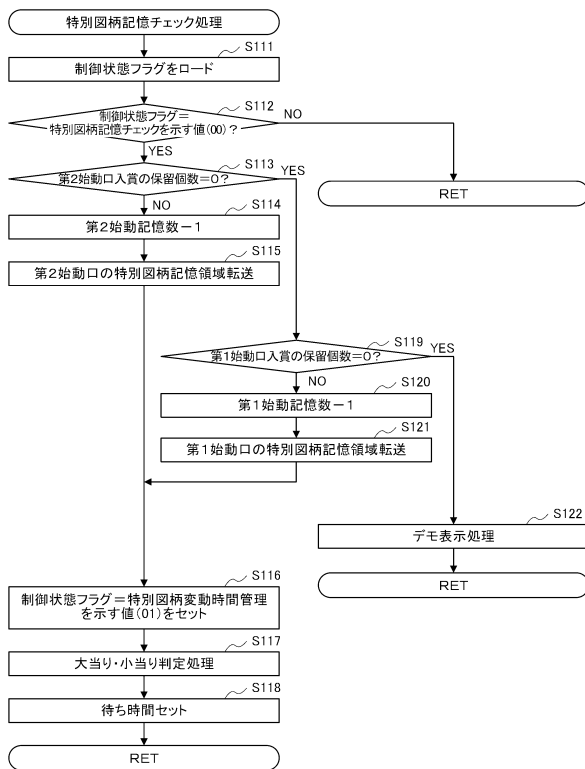 特別図柄記憶チェック処理
S111
制御状態フラグをロード
S112
制御状態フラグ=
特別図柄記憶チェックを示す値(00)?
NO
YES
S113
第2始動口入賞の保留個数=0?
YES
RET
NO
S114
第2始動記憶数-1
S115
第2始動口の特別図柄記憶領域転送
S119
第1始動口入賞の保留個数=0?
YES
NO
S120
第1始動記憶数-1
S121
第1始動口の特別図柄記憶領域転送
S122
デモ表示処理
RET
S116
制御状態フラグ=特別図柄変動時間管理
を示す値(01)をセット
S117
大当り・小当り判定処理
S118
待ち時間セット
RET